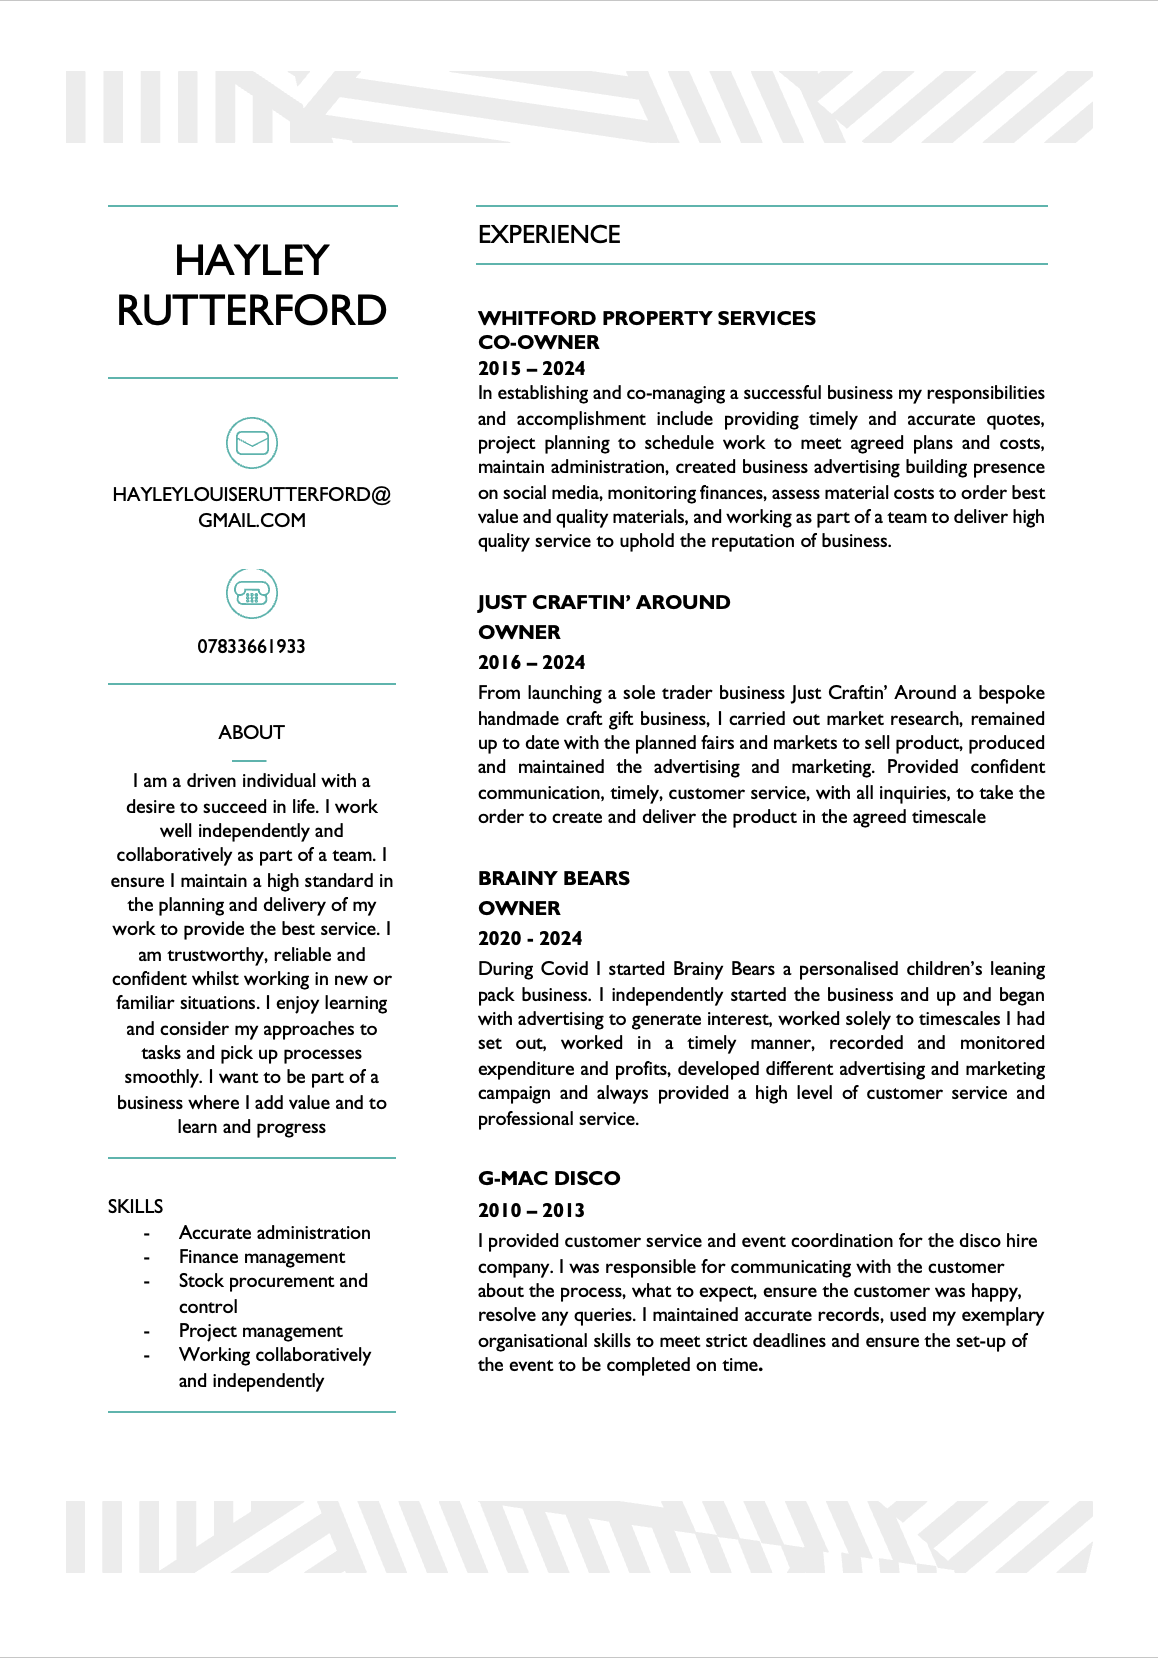 HAYLEY
RUTTERFORD
HAYLEYLOUISERUTTERFORD@
GMAIL.COM
07833661933
ABOUT
I am a driven individual with a
desire to succeed in life. I work
well independently and
collaboratively as part of a team. I
ensure I maintain a high standard in
the planning and delivery of my
work to provide the best service. I
am trustworthy, reliable and
confident whilst working in new or
familiar situations. I enjoy learning
and consider my approaches to
tasks and pick up processes
smoothly. I want to be part of a
business where I add value and to
learn and progress
SKILLS
- Accurate administration
- Finance management
- Stock procurement and
control
- Project management
- Working collaboratively
and independently
EXPERIENCE
WHITFORD PROPERTY SERVICES
CO-OWNER
2015 – 2024
In establishing and co-managing a successful business my responsibilities
and accomplishment include providing timely and accurate quotes,
project planning to schedule work to meet agreed plans and costs,
maintain administration, created business advertising building presence
on social media, monitoring finances, assess material costs to order best
value and quality materials, and working as part of a team to deliver high
quality service to uphold the reputation of business.
JUST CRAFTIN’ AROUND
OWNER
2016 – 2024
From launching a sole trader business Just Craftin’ Around a bespoke
handmade craft gift business, I carried out market research, remained
up to date with the planned fairs and markets to sell product, produced
and maintained the advertising and marketing. Provided confident
communication, timely, customer service, with all inquiries, to take the
order to create and deliver the product in the agreed timescale
BRAINY BEARS
OWNER
2020 - 2024
During Covid I started Brainy Bears a personalised children’s leaning
pack business. I independently started the business and up and began
with advertising to generate interest, worked solely to timescales I had
set out, worked in a timely manner, recorded and monitored
expenditure and profits, developed different advertising and marketing
campaign and always provided a high level of customer service and
professional service.
G-MAC DISCO
2010 – 2013
I provided customer service and event coordination for the disco hire
company. I was responsible for communicating with the customer
about the process, what to expect, ensure the customer was happy,
resolve any queries. I maintained accurate records, used my exemplary
organisational skills to meet strict deadlines and ensure the set-up of
the event to be completed on time.